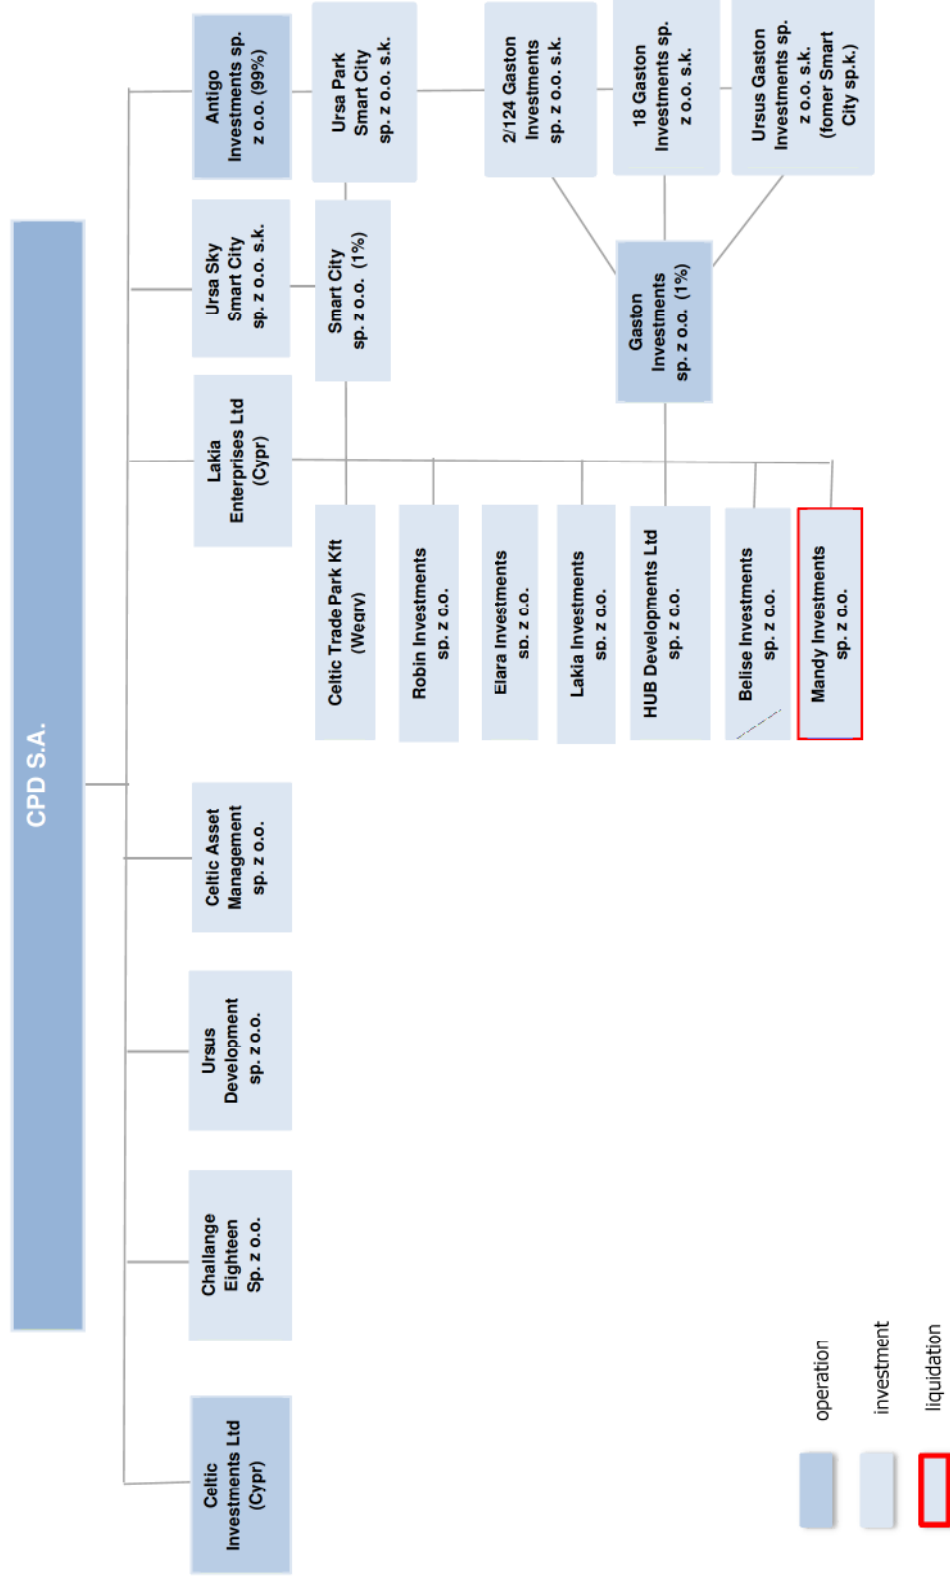 CPD S.A.
Celtic
Investments Ltd
(Cypr)
Challange
Eighteen
Sp. z o.o.
Ursus
Development
sp. z o.o.
Celtic Asset
Management
sp. z o.o.
Lakia
Enterprises Ltd
(Cypr)
Ursa Sky
Smart City
sp. z o.o. s.k.
Antigo
Investments sp.
z o.o. (99%)
Celtic Trade Park Kft
(Węgry)
Smart City
sp. z o.o. (1%)
Ursa Park
Smart City
sp. z o.o. s.k.
Robin Investments
sp. z o.o.
Elara Investments
sp. z o.o.
2/124 Gaston
Investments
sp. z o.o. s.k.
Lakia Investments
sp. z o.o.
HUB Developments Ltd
sp. z o.o.
Gaston
Investments
sp. z o.o. (1%)
18 Gaston
Investments sp.
z o.o. s.k.
Belise Investments
sp. z o.o.
Ursus Gaston
Investments sp.
z o.o. s.k.
(fomer Smart
City sp.k.)
Mandy Investments
sp. z o.o.
operation
investment
liquidation